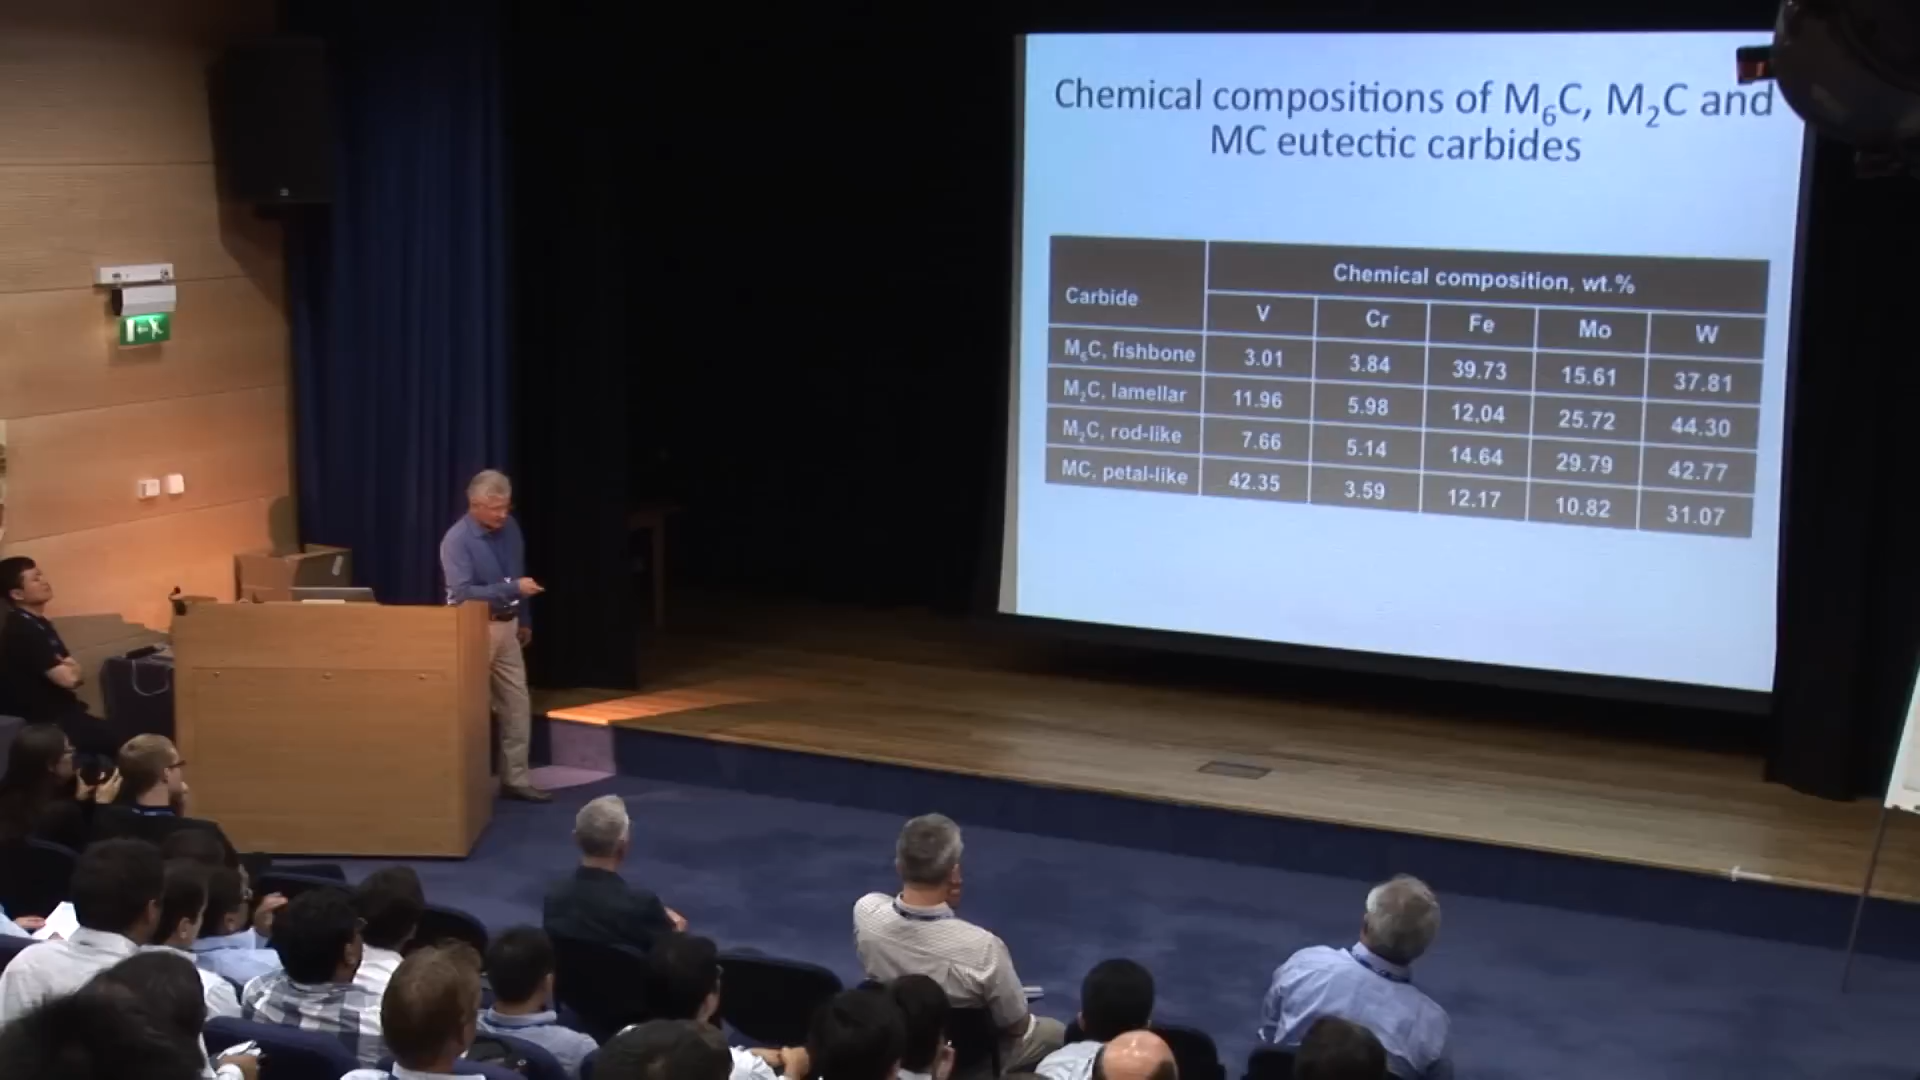 Chemical compositions of M₆C, M₂C and
MC eutectic carbides
Carbide
Chemical composition, wt.%
V Cr Fe Mo W
M₆C, fishbone 3.01 3.84 39.73 15.61 37.81
M₂C, lamellar 11.96 5.98 12,04 25.72 44.30
M₂C, rod-like 7.66 5.14 14.64 29.79 42.77
MC, petal-like 42.35 3.59 12.17 10.82 31.07